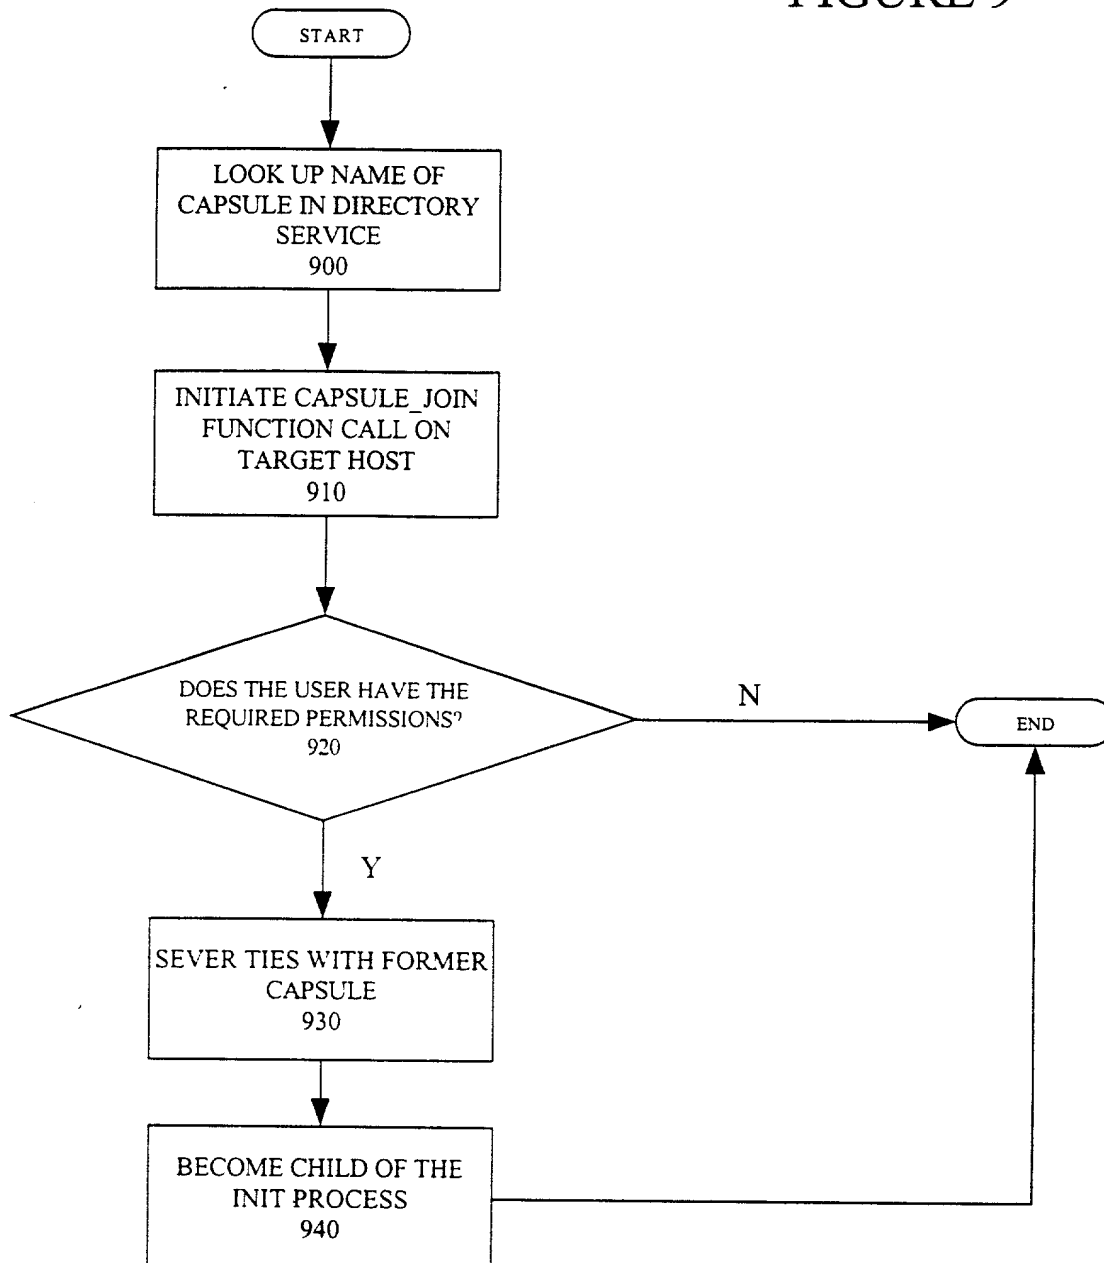 FIGURE 9
START
LOOK UP NAME OF
CAPSULE IN DIRECTORY
SERVICE
900
INITIATE CAPSULE_JOIN
FUNCTION CALL ON
TARGET HOST
910
DOES THE USER HAVE THE
REQUIRED PERMISSIONS?
920
N
END
Y
SEVER TIES WITH FORMER
CAPSULE
930
BECOME CHILD OF THE
INIT PROCESS
940